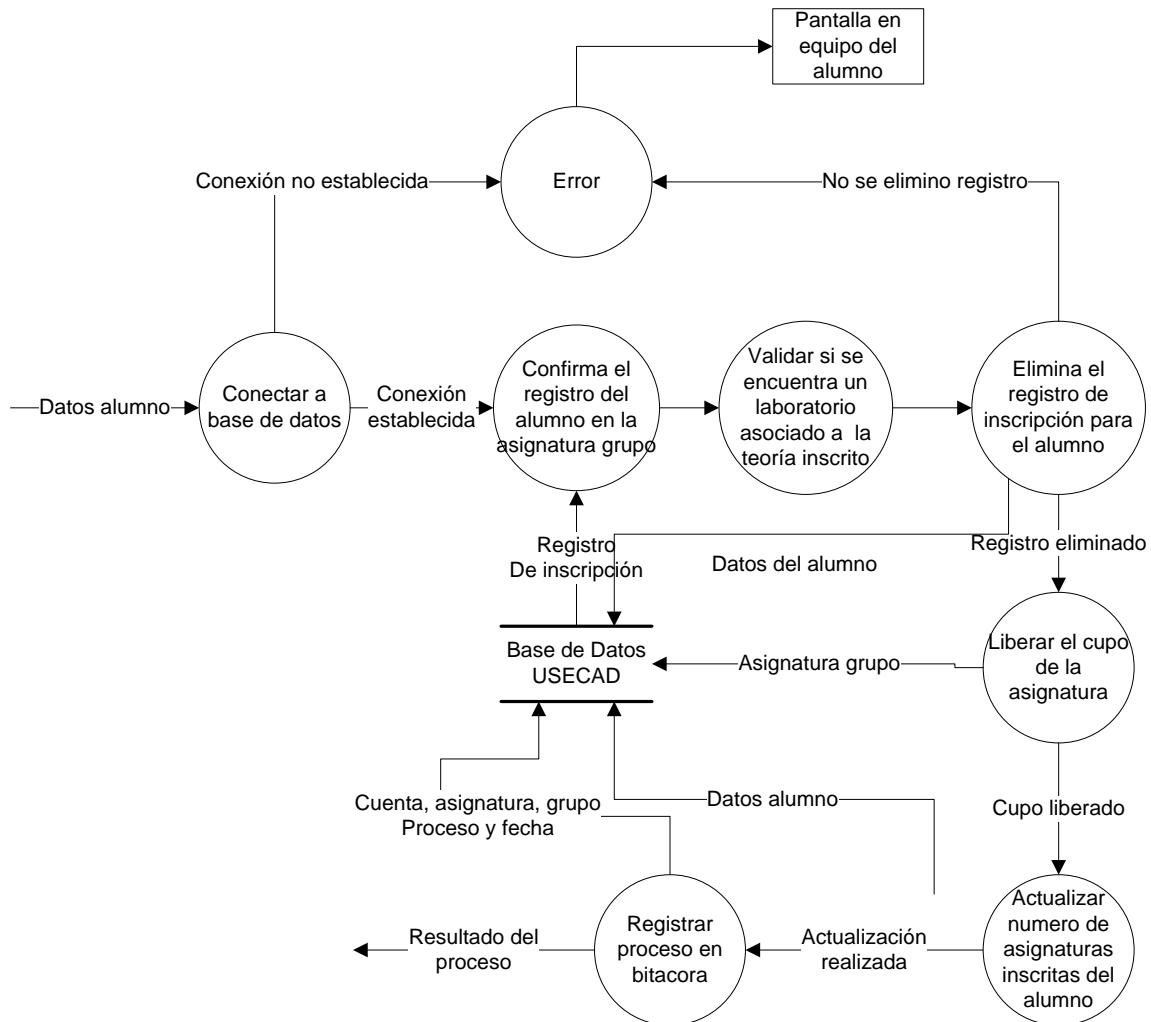 Pantalla en
equipo del
alumno
Conexión no establecida
Error
No se elimino registro
Datos alumno
Conectar a
base de datos
Conexión
establecida
Confirma el
registro del
alumno en la
asignatura grupo
Validar si se
encuentra un
laboratorio
asociado a  la
teoría inscrito
Elimina el
registro de
inscripción para
el alumno
Registro
De inscripción
Datos del alumno
Registro eliminado
Base de Datos
USECAD
Asignatura grupo
Liberar el cupo
de la
asignatura
Cuenta, asignatura, grupo
Proceso y fecha
Datos alumno
Cupo liberado
Resultado del
proceso
Registrar
proceso en
bitacora
Actualización
realizada
Actualizar
numero de
asignaturas
inscritas del
alumno